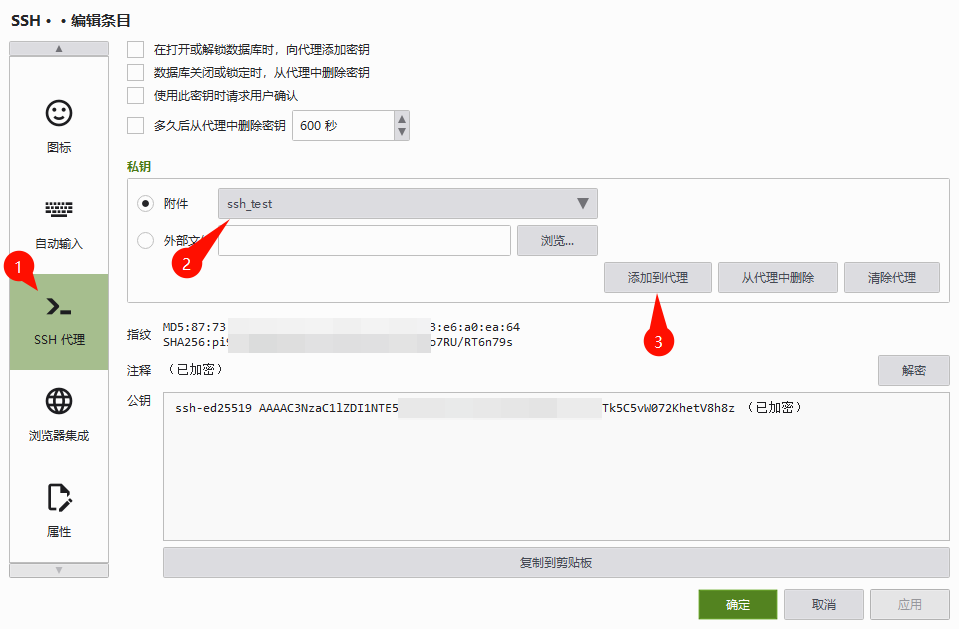 SSH • • 编辑条目
图标
自动输入
1
SSH 代理
浏览器集成
属性
在打开或解锁数据库时，向代理添加密钥
数据库关闭或锁定时，从代理中删除密钥
使用此密钥时请求用户确认
多久后从代理中删除密钥 600 秒
私钥
附件 ssh_test
外部文 浏览...
2
添加到代理 从代理中删除 清除代理
3
指纹 MD5:87:73 3:e6:a0:ea:64
SHA256:pi9 o7RU/RT6n79s
注释 （已加密） 解密
公钥 ssh-ed25519 AAAAC3NzaC1lZDI1NTE5 Tk5C5vW072KhetV8h8z （已加密）
复制到剪贴板
确定 取消 应用